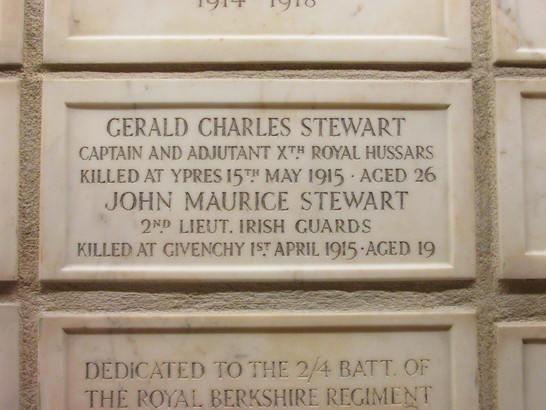 1914 1918
GERALD CHARLES STEWART
CAPTAIN AND ADJUTANT XTH ROYAL HUSSARS
KILLED AT YPRES 15TH MAY 1915 · AGED 26
JOHN MAURICE STEWART
2ND LIEUT. IRISH GUARDS
KILLED AT GIVENCHY 1ST APRIL 1915 · AGED 19
DEDICATED TO THE 2/4 BATT. OF
THE ROYAL BERKSHIRE REGIMENT